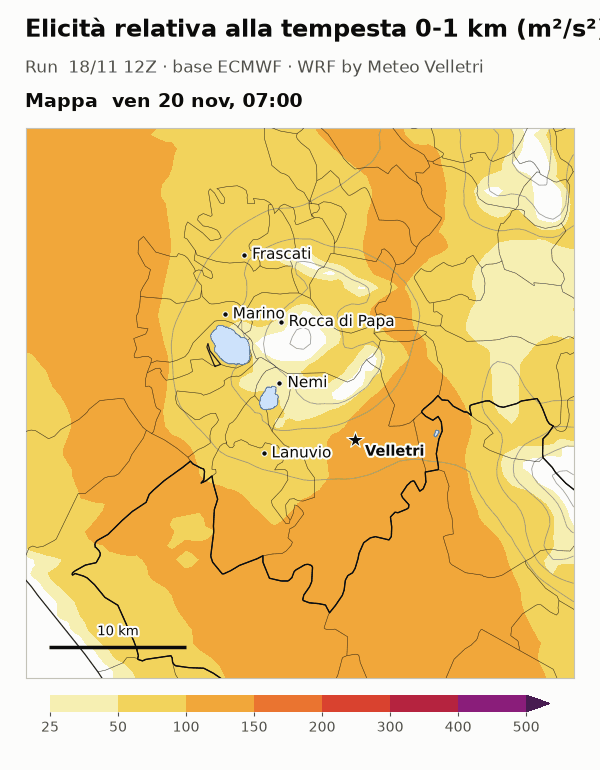 Elicità relativa alla tempesta 0-1 km (m²/s²)
Run 18/11 12Z · base ECMWF · WRF by Meteo Velletri
Mappa ven 20 nov, 07:00
Frascati
Marino
Rocca di Papa
Nemi
Velletri
Lanuvio
10 km
25 50 100 150 200 300 400 500